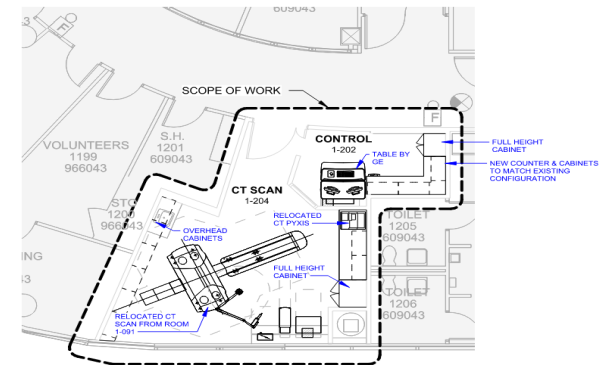 609043
F
SCOPE OF WORK
F
VOLUNTEERS
1199
966043
S.H.
1201
609043
CONTROL
1-202
FULL HEIGHT
CABINET
TABLE BY
GE
NEW COUNTER & CABINETS
TO MATCH EXISTING
CONFIGURATION
CT SCAN
1-204
STO
1200
966043
OVERHEAD
CABINETS
RELOCATED
CT PYXIS
TOILET
1205
609043
FULL HEIGHT
CABINET
TOILET
1206
609043
RELOCATED CT
SCAN FROM ROOM
1-091